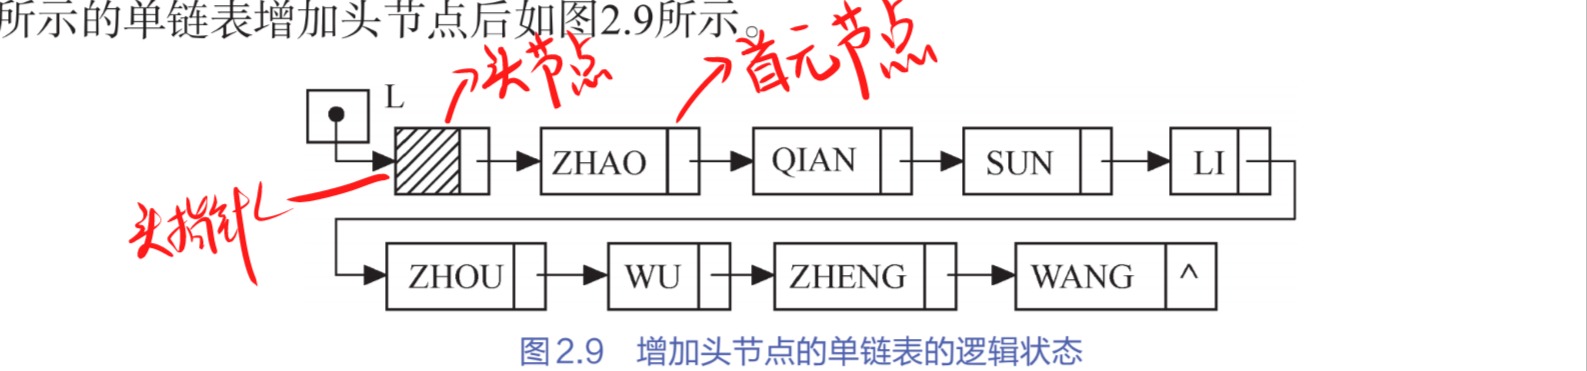 所示的单链表增加头节点后如图2.9所示。
头节点
首元节点
L
ZHAO QIAN SUN LI
头指针L
ZHOU WU ZHENG WANG ^
图2.9 增加头节点的单链表的逻辑状态